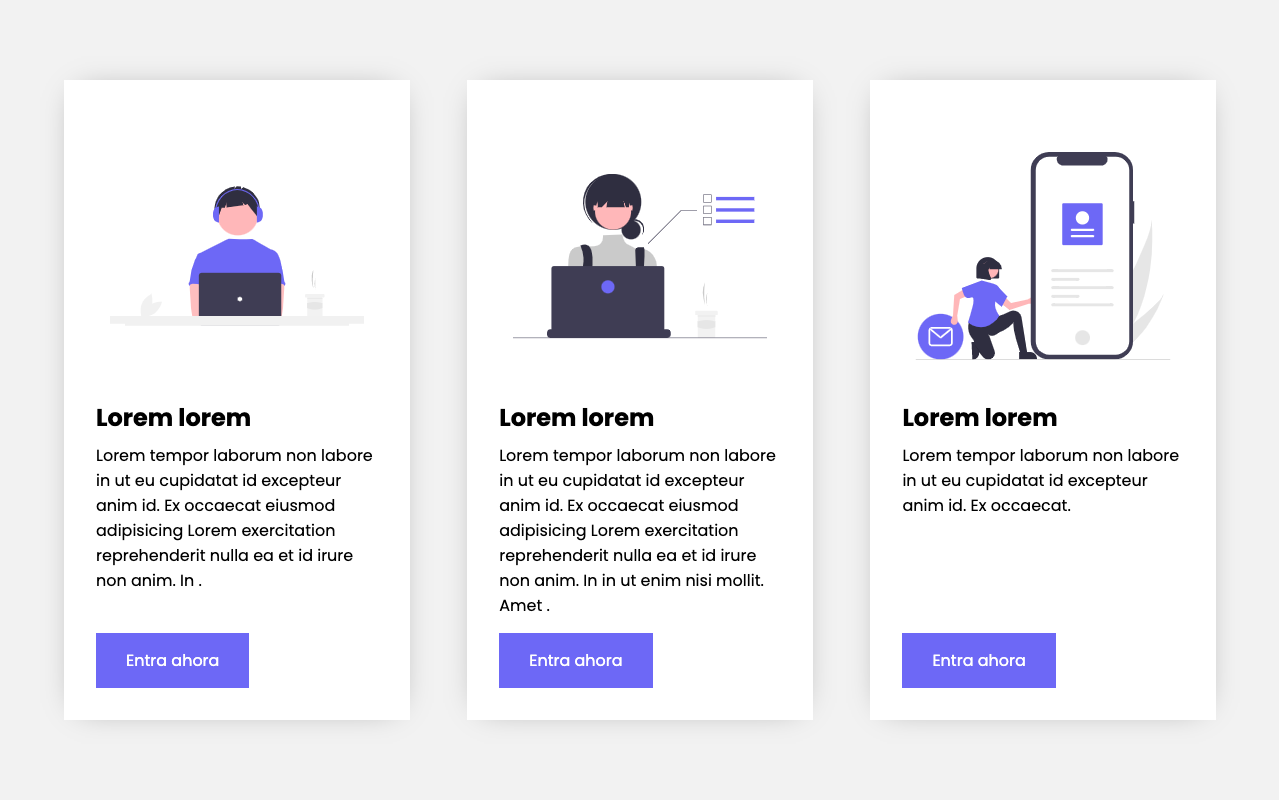 Lorem lorem
Lorem tempor laborum non labore
in ut eu cupidatat id excepteur
anim id. Ex occaecat eiusmod
adipisicing Lorem exercitation
reprehenderit nulla ea et id irure
non anim. In .
Entra ahora
Lorem lorem
Lorem tempor laborum non labore
in ut eu cupidatat id excepteur
anim id. Ex occaecat eiusmod
adipisicing Lorem exercitation
reprehenderit nulla ea et id irure
non anim. In in ut enim nisi mollit.
Amet .
Entra ahora
Lorem lorem
Lorem tempor laborum non labore
in ut eu cupidatat id excepteur
anim id. Ex occaecat.
Entra ahora